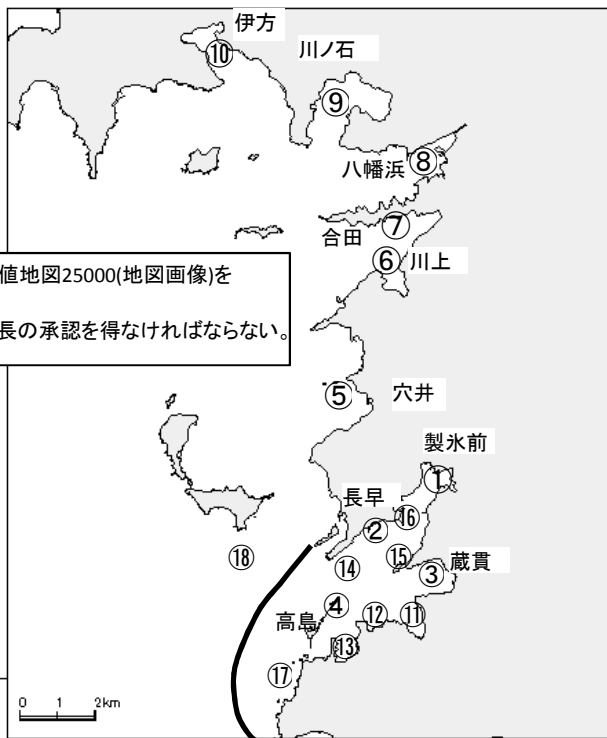 伊方
⑩
川ノ石
⑨
八幡浜
⑧
合田
⑦
⑥
川上
値地図25000(地図画像)を
長の承認を得なければならない。
⑤
穴井
製氷前
①
長早
⑯
②
⑱
⑭
⑮
蔵貫
③
④
高島
⑫
⑪
⑬
⑰
0 1 2km